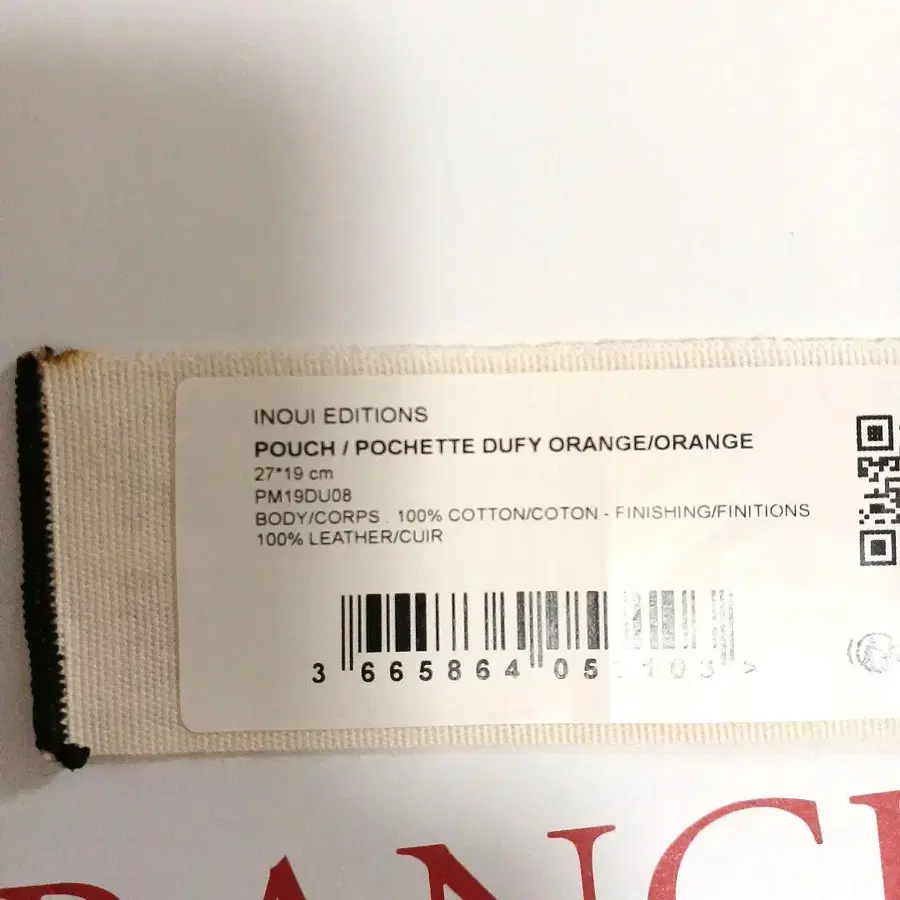 INOUI EDITIONS
POUCH / POCHETTE DUFY ORANGE/ORANGE
27*19 cm
PM19DU08
BODY/CORPS . 100% COTTON/COTON - FINISHING/FINITIONS
100% LEATHER/CUIR
3 665864 05